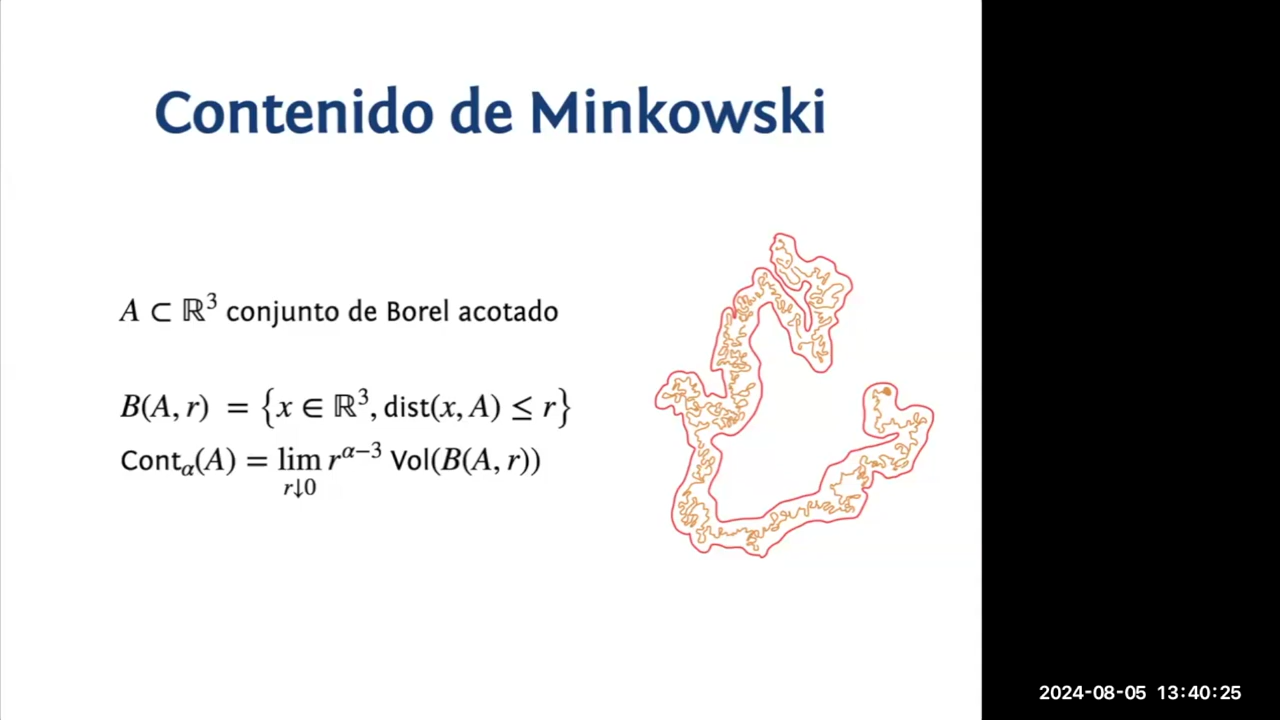 Contenido de Minkowski
A ⊂ ℝ³ conjunto de Borel acotado
B(A, r) = {x ∈ ℝ³, dist(x, A) ≤ r}
Cont_α(A) = lim_{r↓0} r^{α−3} Vol(B(A, r))
2024-08-05 13:40:25